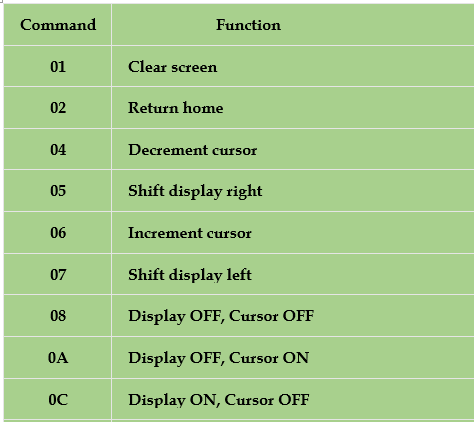 Command Function
01 Clear screen
02 Return home
04 Decrement cursor
05 Shift display right
06 Increment cursor
07 Shift display left
08 Display OFF, Cursor OFF
0A Display OFF, Cursor ON
0C Display ON, Cursor OFF